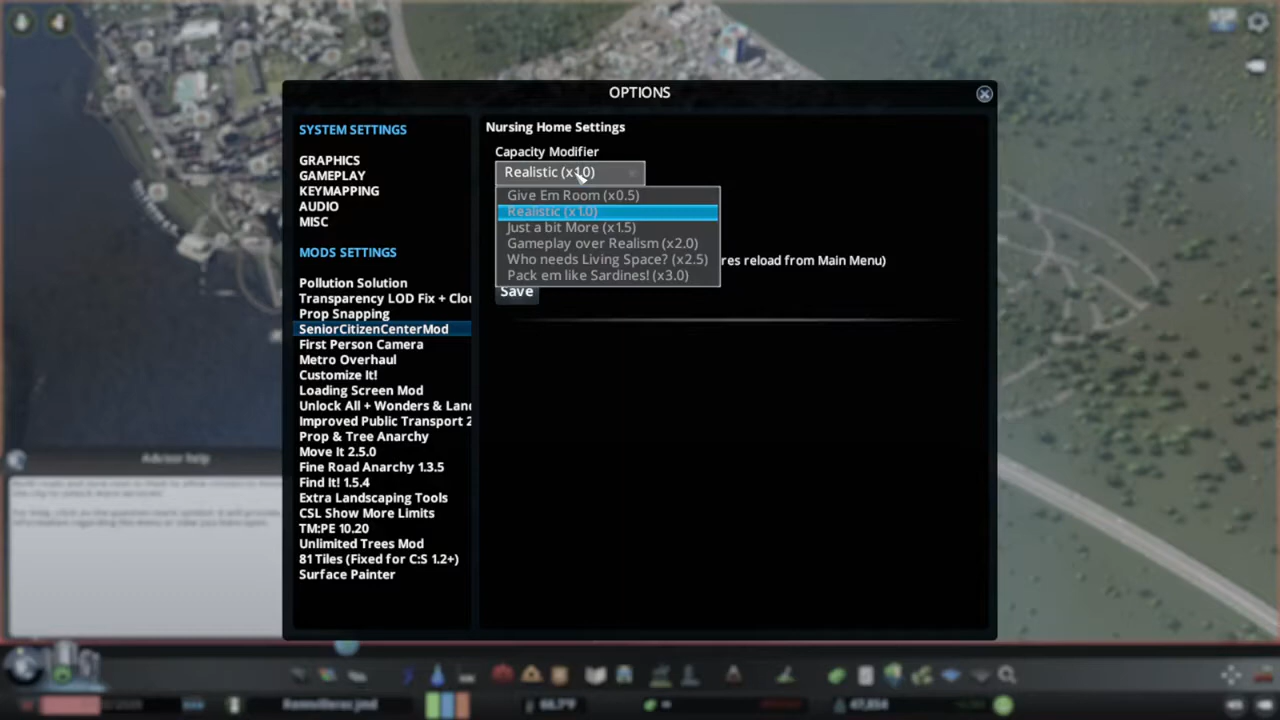 OPTIONS
SYSTEM SETTINGS
GRAPHICS
GAMEPLAY
KEYMAPPING
AUDIO
MISC
MODS SETTINGS
Pollution Solution
Transparency LOD Fix + Clou
Prop Snapping
SeniorCitizenCenterMod
First Person Camera
Metro Overhaul
Customize It!
Loading Screen Mod
Unlock All + Wonders & Land
Improved Public Transport 2
Prop & Tree Anarchy
Move It 2.5.0
Fine Road Anarchy 1.3.5
Find It! 1.5.4
Extra Landscaping Tools
CSL Show More Limits
TM:PE 10.20
Unlimited Trees Mod
81 Tiles (Fixed for C:S 1.2+)
Surface Painter
Nursing Home Settings
Capacity Modifier
Realistic (x1.0)
Give Em Room (x0.5)
Realistic (x1.0)
Just a bit More (x1.5)
Gameplay over Realism (x2.0)
Who needs Living Space? (x2.5)
Pack em like Sardines! (x3.0)
res reload from Main Menu)
Save
Advisor help